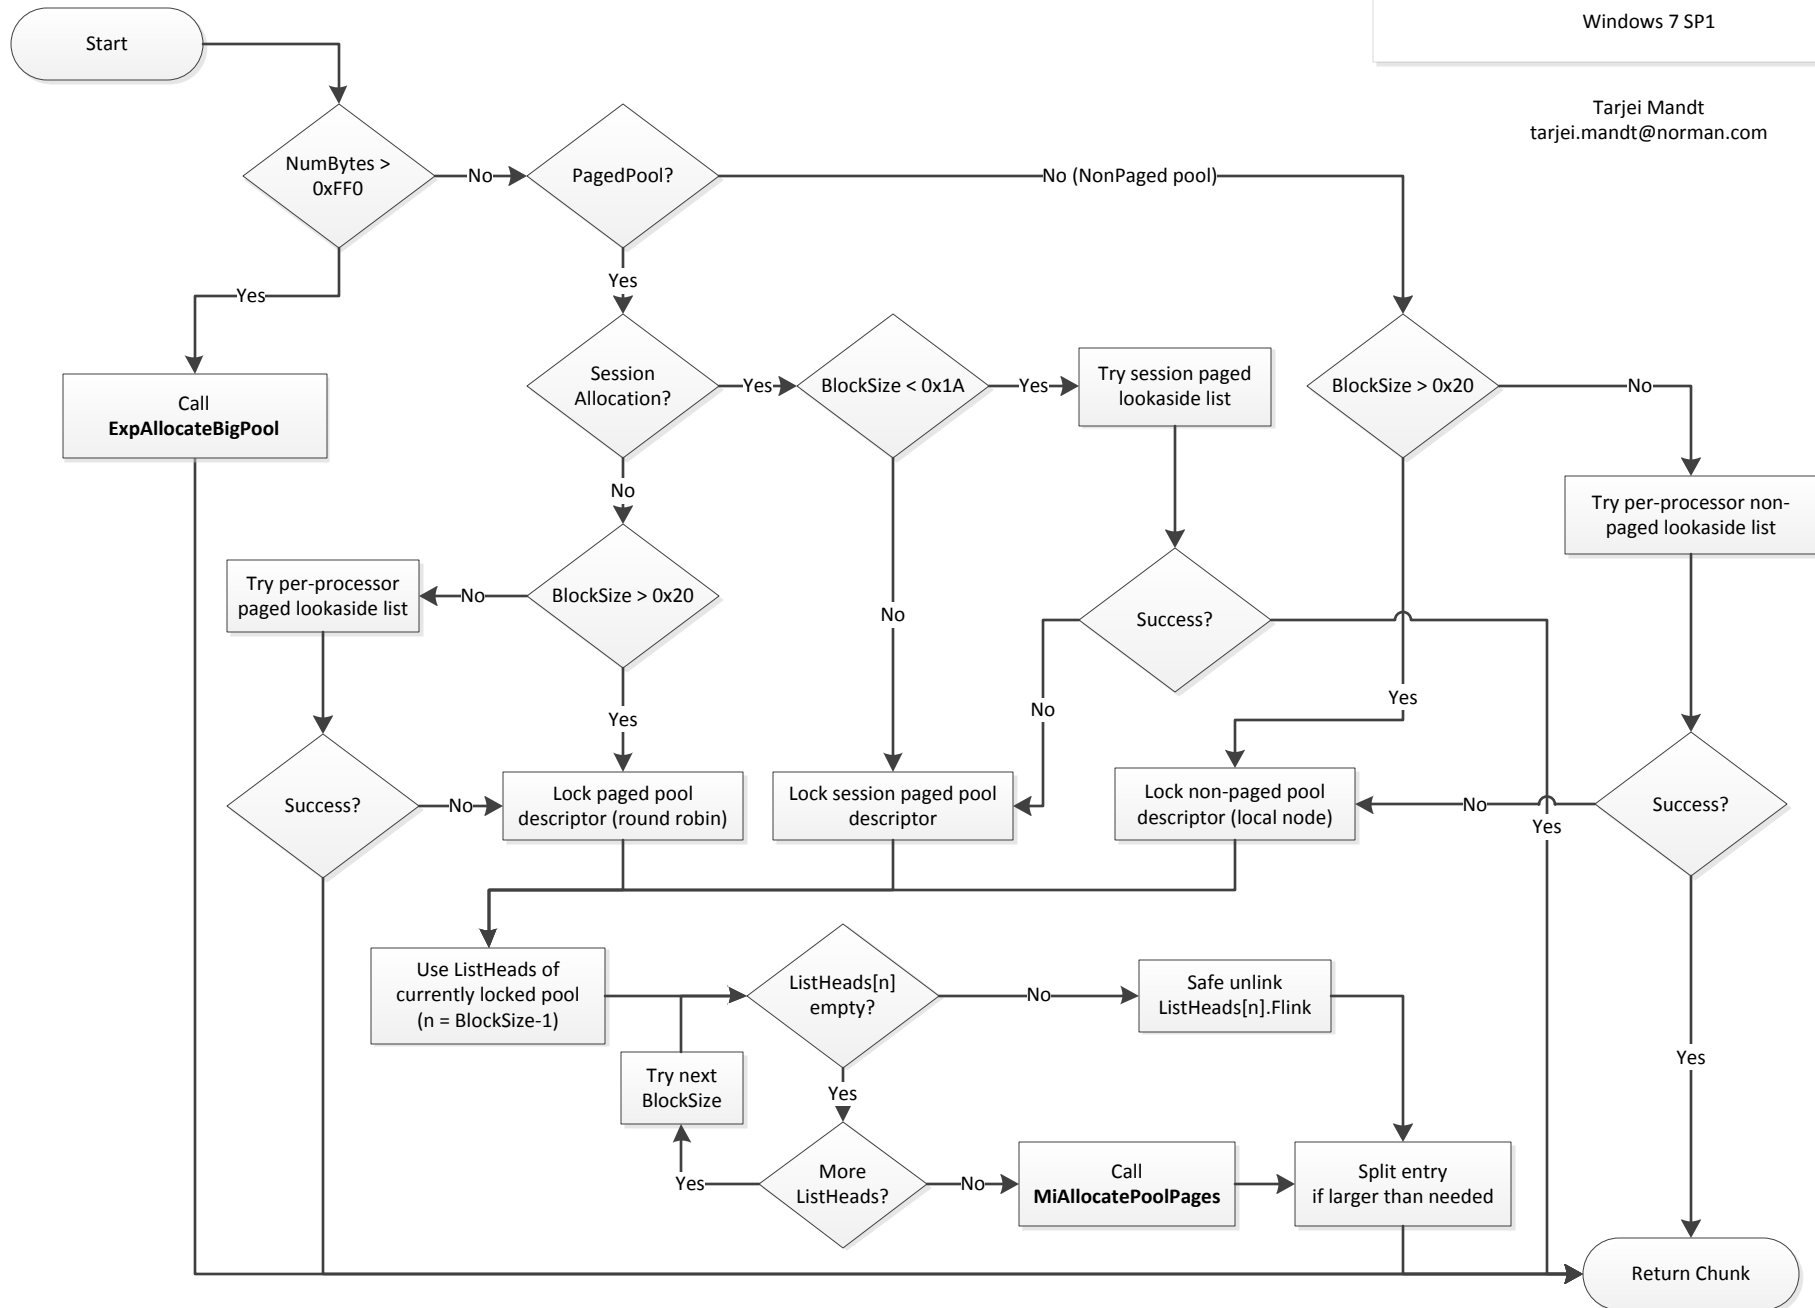 Windows 7 SP1
Tarjei Mandt
tarjei.mandt@norman.com
Start
NumBytes >
0xFF0
No
PagedPool?
No (NonPaged pool)
Yes
Yes
Call
ExpAllocateBigPool
Session
Allocation?
Yes
BlockSize < 0x1A
Yes
Try session paged
lookaside list
BlockSize > 0x20
No
No
Try per-processor non-
paged lookaside list
Try per-processor
paged lookaside list
No
BlockSize > 0x20
No
Success?
Yes
No
Yes
Success?
No
Lock paged pool
descriptor (round robin)
Lock session paged pool
descriptor
Lock non-paged pool
descriptor (local node)
No
Yes
Success?
Use ListHeads of
currently locked pool
(n = BlockSize-1)
ListHeads[n]
empty?
No
Safe unlink
ListHeads[n].Flink
Try next
BlockSize
Yes
Yes
Yes
More
ListHeads?
No
Call
MiAllocatePoolPages
Split entry
if larger than needed
Return Chunk